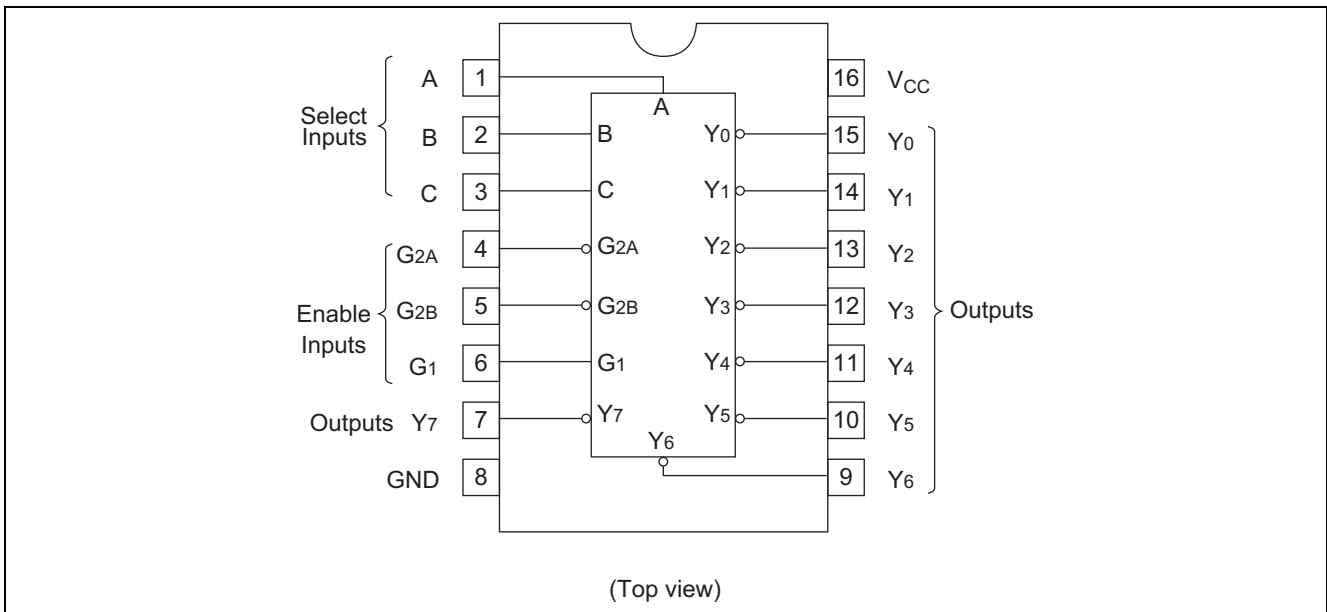 A 1 A 16 VCC
Select Inputs
B 2 B Y0 15 Y0
C 3 C Y1 14 Y1
G2A 4 G2A Y2 13 Y2
Enable Inputs
G2B 5 G2B Y3 12 Y3
Outputs
G1 6 G1 Y4 11 Y4
Outputs Y7 7 Y7 Y5 10 Y5
Y6
GND 8 9 Y6
(Top view)